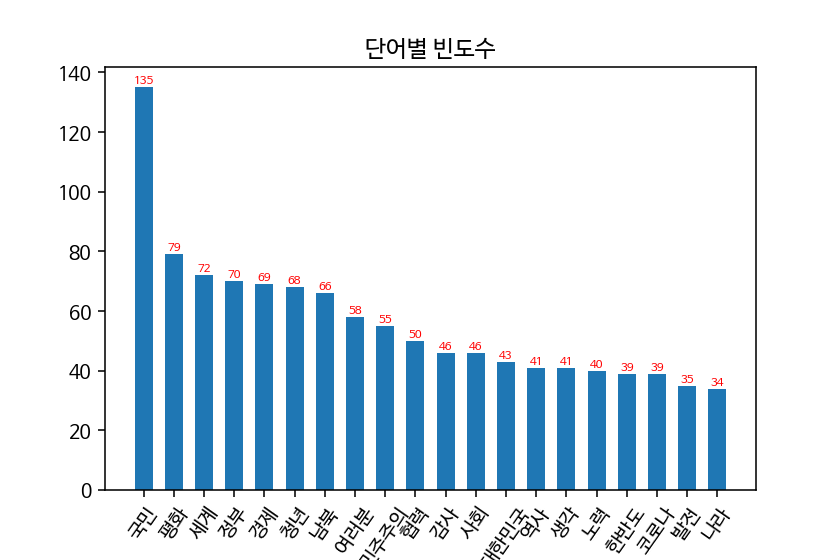 단어별 빈도수
140
120
100
80
60
40
20
0
135
79
72
70
69
68
66
58
55
50
46
46
43
41
41
40
39
39
35
34
국민
평화
세계
정부
경제
청년
남북
여러분
민주주의
협력
감사
사회
대한민국
역사
생각
노력
한반도
코로나
발전
나라